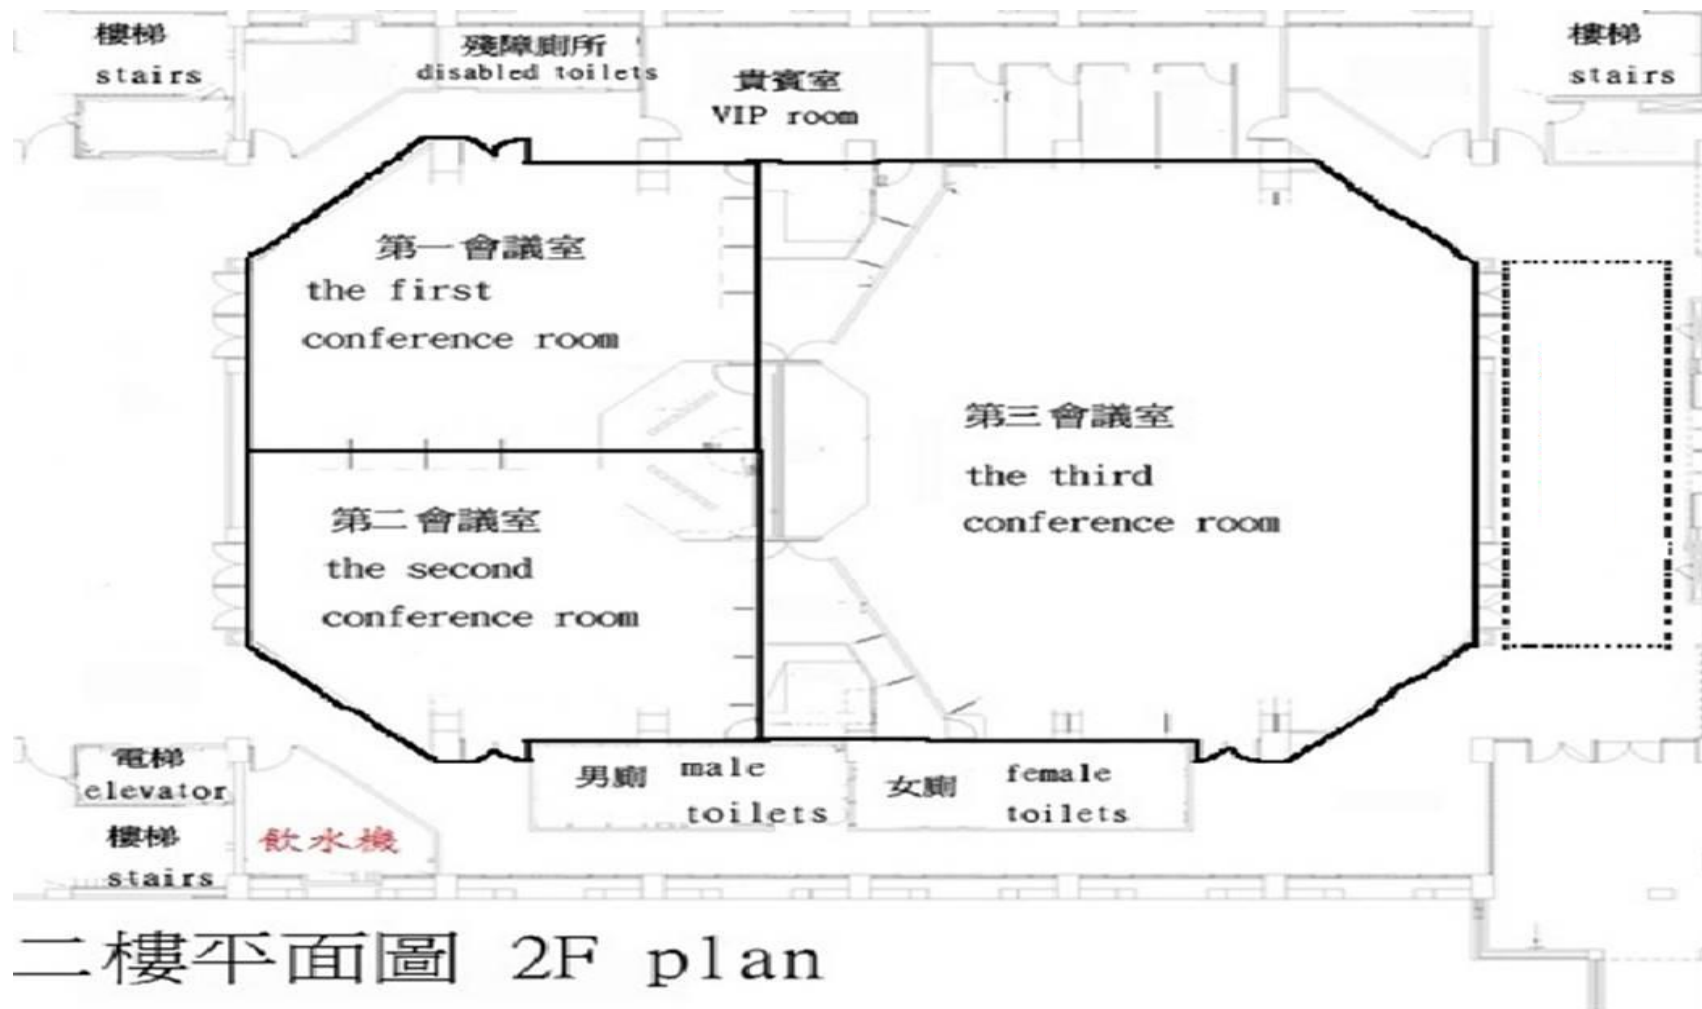 樓梯
stairs
殘障廁所
disabled toilets
貴賓室
VIP room
樓梯
stairs
第一會議室
the first
conference room
第三會議室
the third
conference room
第二會議室
the second
conference room
電梯
elevator
樓梯
stairs
飲水機
男廁 male
toilets
女廁 female
toilets
二樓平面圖 2F plan